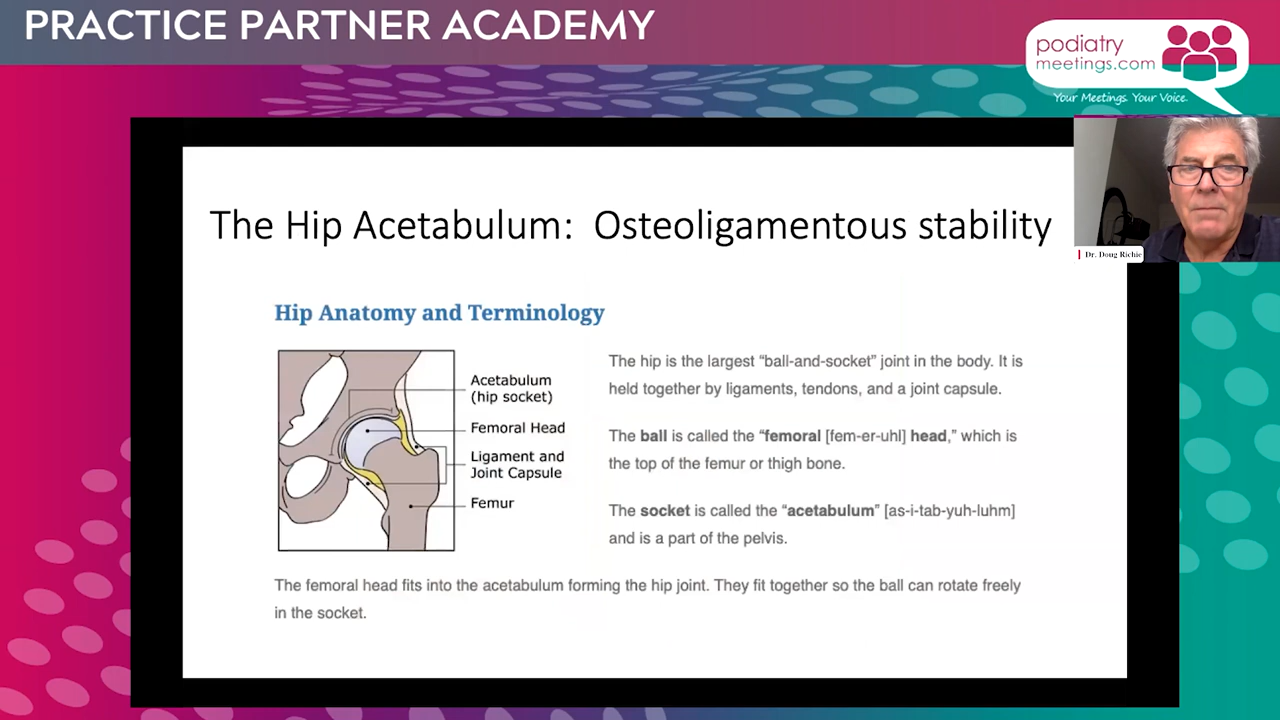 PRACTICE PARTNER ACADEMY
podiatry
meetings.com
Your Meetings. Your Voice.
Dr. Doug Richie
The Hip Acetabulum: Osteoligamentous stability
Hip Anatomy and Terminology
Acetabulum
(hip socket)
Femoral Head
Ligament and
Joint Capsule
Femur
The hip is the largest “ball-and-socket” joint in the body. It is
held together by ligaments, tendons, and a joint capsule.
The ball is called the “femoral [fem-er-uhl] head,” which is
the top of the femur or thigh bone.
The socket is called the “acetabulum” [as-i-tab-yuh-luhm]
and is a part of the pelvis.
The femoral head fits into the acetabulum forming the hip joint. They fit together so the ball can rotate freely
in the socket.